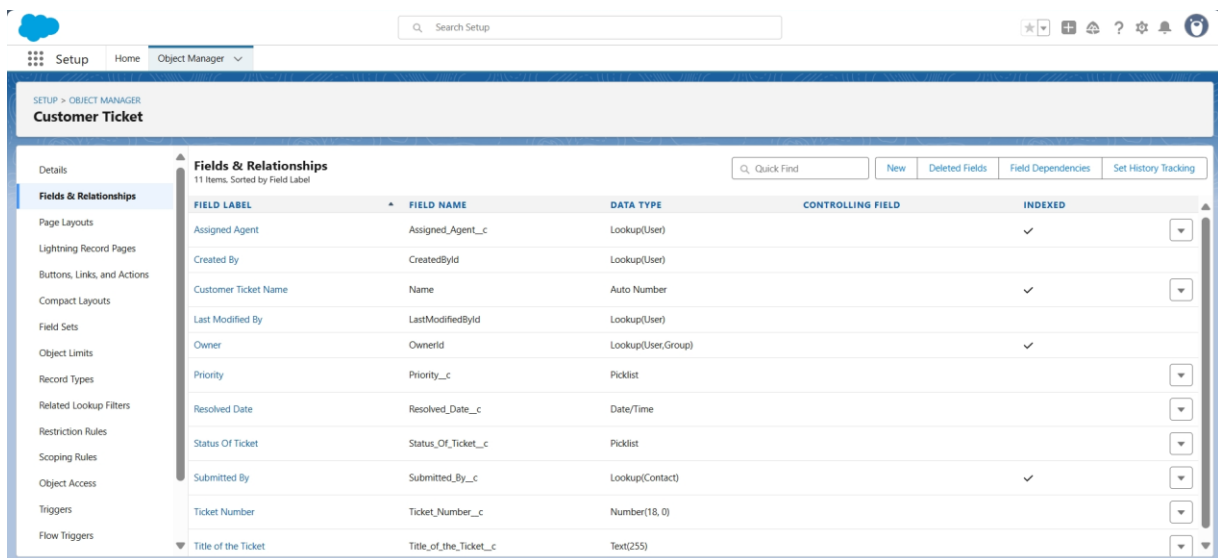 Search Setup
Setup Home Object Manager
SETUP > OBJECT MANAGER
Customer Ticket
Details
Fields & Relationships
Page Layouts
Lightning Record Pages
Buttons, Links, and Actions
Compact Layouts
Field Sets
Object Limits
Record Types
Related Lookup Filters
Restriction Rules
Scoping Rules
Object Access
Triggers
Flow Triggers
Fields & Relationships
11 Items, Sorted by Field Label
Quick Find New Deleted Fields Field Dependencies Set History Tracking
FIELD LABEL FIELD NAME DATA TYPE CONTROLLING FIELD INDEXED
Assigned Agent Assigned_Agent__c Lookup(User)
Created By CreatedById Lookup(User)
Customer Ticket Name Name Auto Number
Last Modified By LastModifiedById Lookup(User)
Owner OwnerId Lookup(User,Group)
Priority Priority__c Picklist
Resolved Date Resolved_Date__c Date/Time
Status Of Ticket Status_Of_Ticket__c Picklist
Submitted By Submitted_By__c Lookup(Contact)
Ticket Number Ticket_Number__c Number(18, 0)
Title of the Ticket Title_of_the_Ticket__c Text(255)